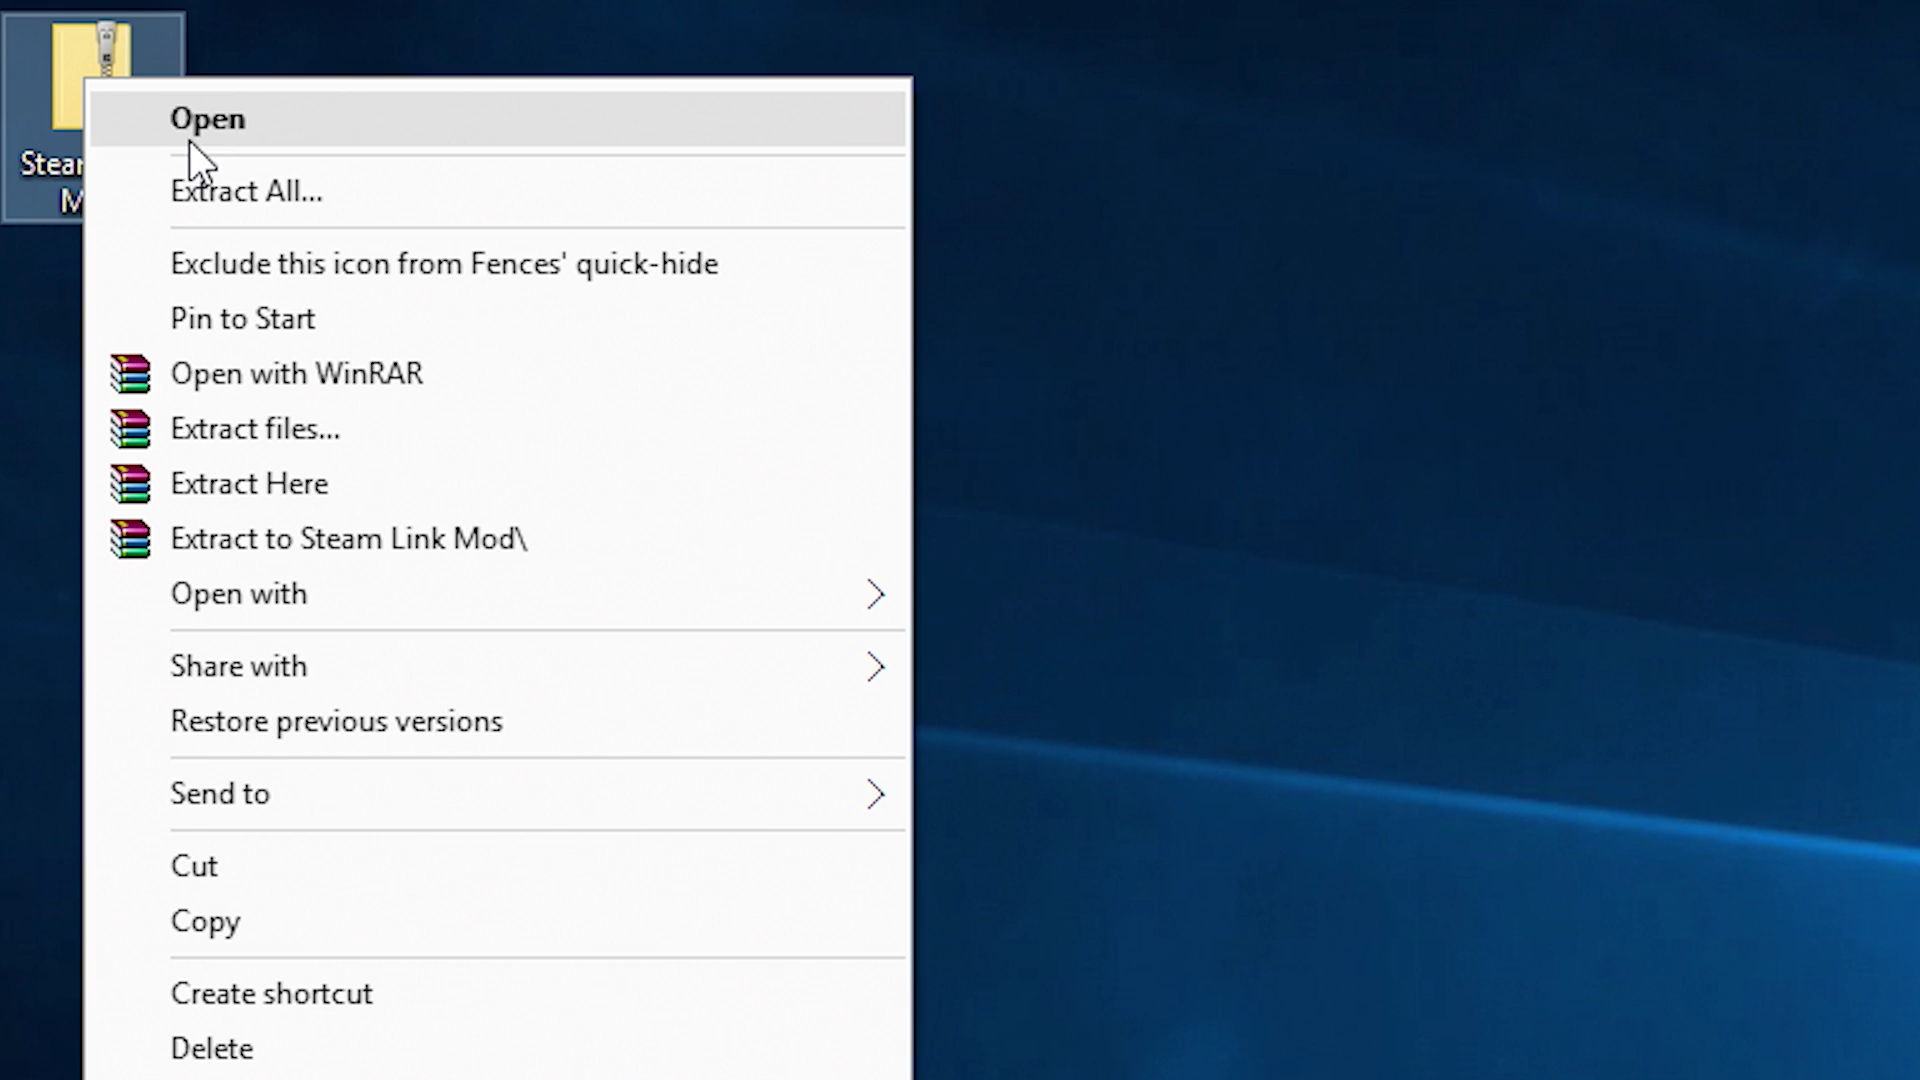 Open
Extract All...
Exclude this icon from Fences' quick-hide
Pin to Start
Open with WinRAR
Extract files...
Extract Here
Extract to Steam Link Mod\
Open with
Share with
Restore previous versions
Send to
Cut
Copy
Create shortcut
Delete